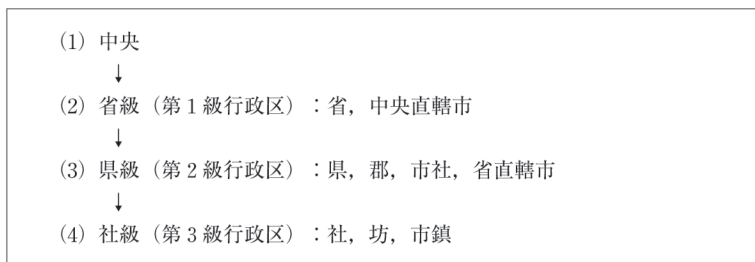 (1) 中央
↓
(2) 省級（第1級行政区）：省，中央直轄市
↓
(3) 県級（第2級行政区）：県，郡，市社，省直轄市
↓
(4) 社級（第3級行政区）：社，坊，市鎮